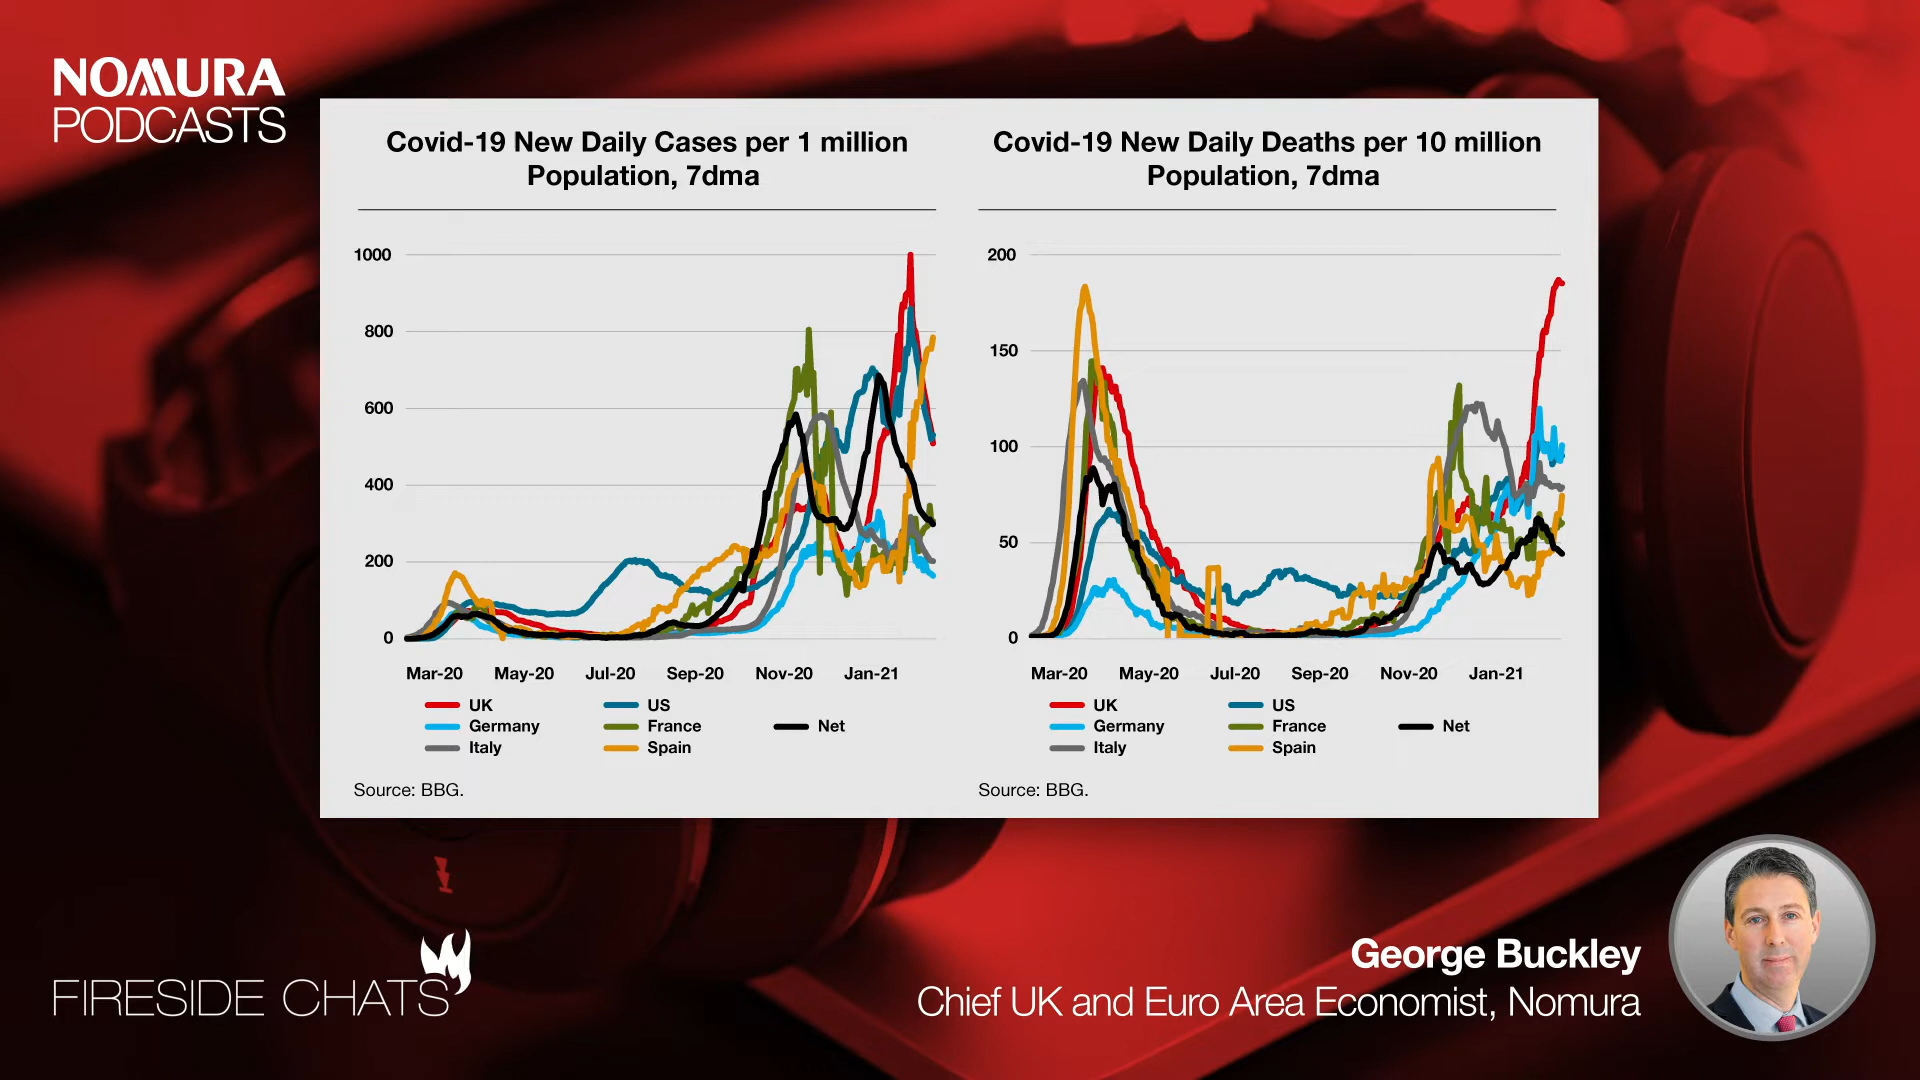 NOMURA
PODCASTS
Covid-19 New Daily Cases per 1 million
Population, 7dma
1000
800
600
400
200
0
Mar-20 May-20 Jul-20 Sep-20 Nov-20 Jan-21
UK US
Germany France Net
Italy Spain
Source: BBG.
Covid-19 New Daily Deaths per 10 million
Population, 7dma
200
150
100
50
0
Mar-20 May-20 Jul-20 Sep-20 Nov-20 Jan-21
UK US
Germany France Net
Italy Spain
Source: BBG.
FIRESIDE CHATS
George Buckley
Chief UK and Euro Area Economist, Nomura